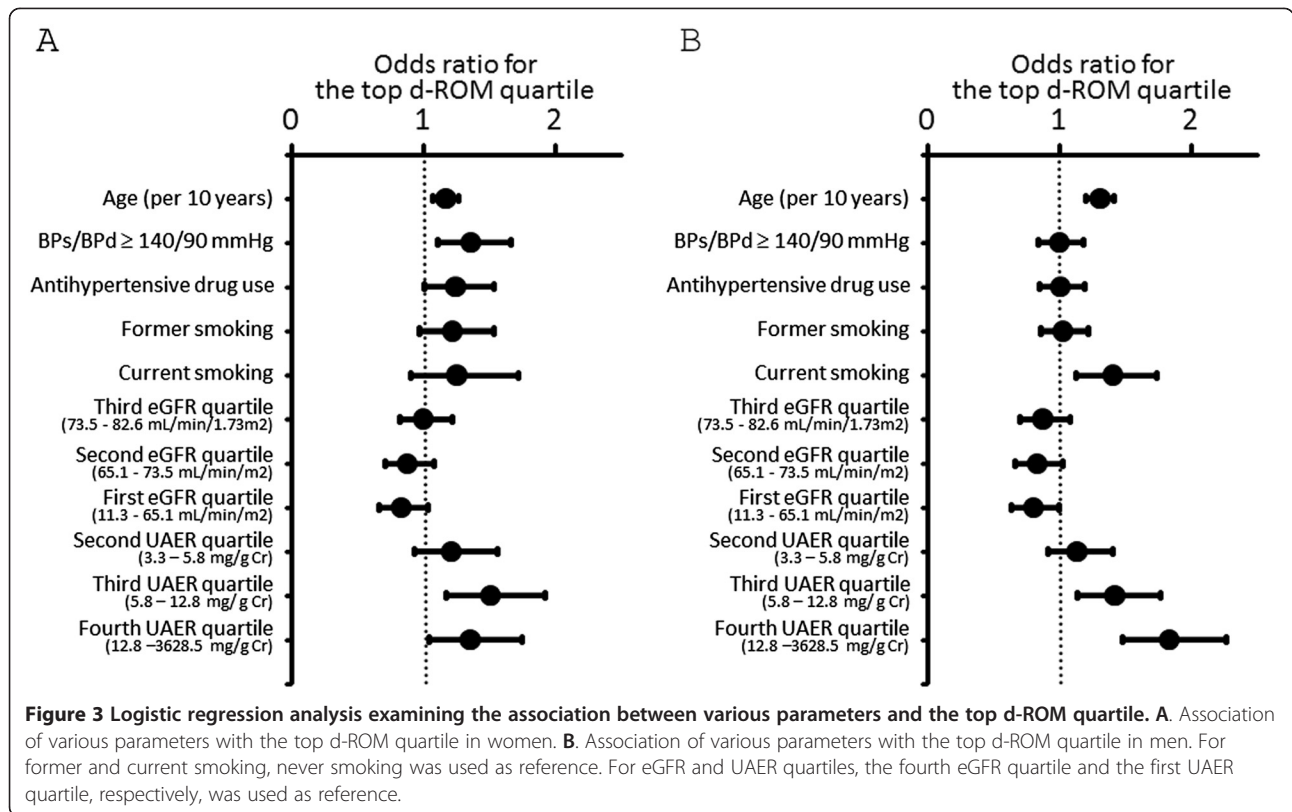 A
Odds ratio for
the top d-ROM quartile
0 1 2
Age (per 10 years)
BPs/BPd ≥ 140/90 mmHg
Antihypertensive drug use
Former smoking
Current smoking
Third eGFR quartile
(73.5 - 82.6 mL/min/1.73m2)
Second eGFR quartile
(65.1 - 73.5 mL/min/m2)
First eGFR quartile
(11.3 - 65.1 mL/min/m2)
Second UAER quartile
(3.3 – 5.8 mg/g Cr)
Third UAER quartile
(5.8 – 12.8 mg/g Cr)
Fourth UAER quartile
(12.8 –3628.5 mg/g Cr)
B
Odds ratio for
the top d-ROM quartile
0 1 2
Age (per 10 years)
BPs/BPd ≥ 140/90 mmHg
Antihypertensive drug use
Former smoking
Current smoking
Third eGFR quartile
(73.5 - 82.6 mL/min/1.73m2)
Second eGFR quartile
(65.1 - 73.5 mL/min/m2)
First eGFR quartile
(11.3 - 65.1 mL/min/m2)
Second UAER quartile
(3.3 – 5.8 mg/g Cr)
Third UAER quartile
(5.8 – 12.8 mg/g Cr)
Fourth UAER quartile
(12.8 –3628.5 mg/g Cr)
Figure 3 Logistic regression analysis examining the association between various parameters and the top d-ROM quartile. A. Association
of various parameters with the top d-ROM quartile in women. B. Association of various parameters with the top d-ROM quartile in men. For
former and current smoking, never smoking was used as reference. For eGFR and UAER quartiles, the fourth eGFR quartile and the first UAER
quartile, respectively, was used as reference.